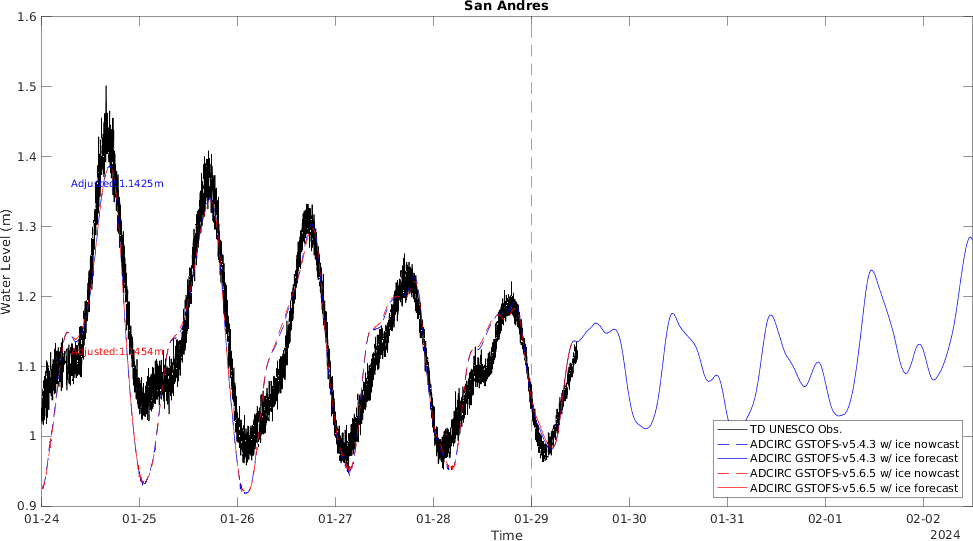 San Andres
1.6
1.5
1.4
1.3
1.2
1.1
1
0.9
Water Level (m)
Adjusted:1.1425m
01-24
01-25
01-26
01-27
01-28
01-29
01-30
01-31
02-01
02-02
Time
2024
TD UNESCO Obs.
ADCIRC GSTOFS-v5.4.3 w/ ice nowcast
ADCIRC GSTOFS-v5.4.3 w/ ice forecast
ADCIRC GSTOFS-v5.6.5 w/ ice nowcast
ADCIRC GSTOFS-v5.6.5 w/ ice forecast